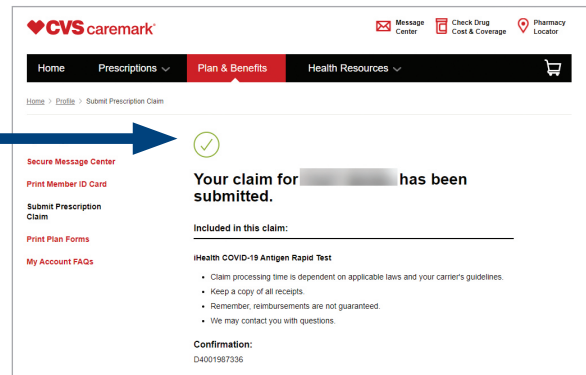 CVS caremark®
Message Center
Check Drug Cost & Coverage
Pharmacy Locator
Home Prescriptions Plan & Benefits Health Resources
Home > Profile > Submit Prescription Claim
Secure Message Center
Print Member ID Card
Submit Prescription
Claim
Print Plan Forms
My Account FAQs
Your claim for has been
submitted.
Included in this claim:
iHealth COVID-19 Antigen Rapid Test
• Claim processing time is dependent on applicable laws and your carrier's guidelines.
• Keep a copy of all receipts.
• Remember, reimbursements are not guaranteed.
• We may contact you with questions.
Confirmation:
D4001987336